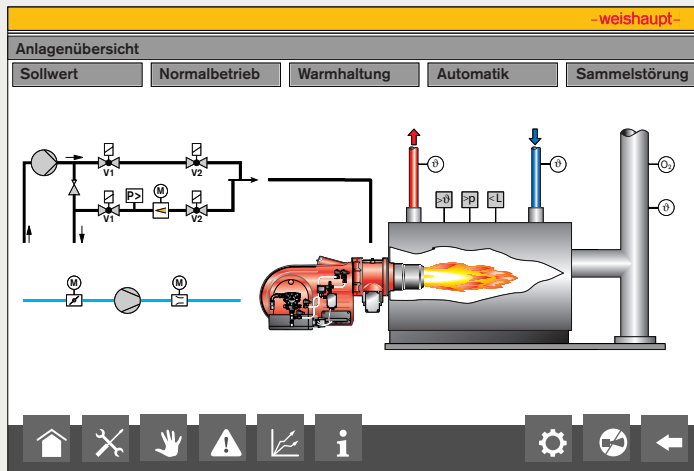 -weishaupt-
Anlagenübersicht
Sollwert Normalbetrieb Warmhaltung Automatik Sammelstörung
V1 V2
P> M
V1 V2
ϑ ϑ O₂
>ϑ >p <L
ϑ
M M